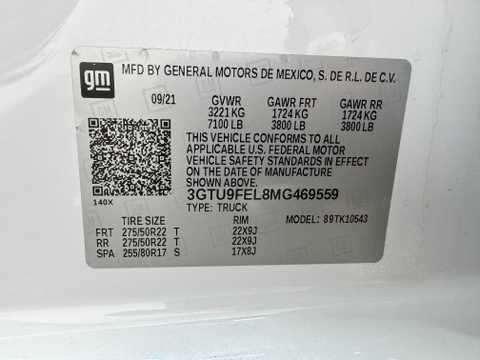 gm MFD BY GENERAL MOTORS DE MEXICO, S. DE R.L. DE C.V.
09/21 GVWR GAWR FRT GAWR RR
3221 KG 1724 KG 1724 KG
7100 LB 3800 LB 3800 LB
THIS VEHICLE CONFORMS TO ALL
APPLICABLE U.S. FEDERAL MOTOR
VEHICLE SAFETY STANDARDS IN EFFECT
ON THE DATE OF MANUFACTURE
SHOWN ABOVE.
3GTU9FEL8MG469559
140X TYPE: TRUCK
TIRE SIZE RIM MODEL: 89TK10543
FRT 275/50R22 T 22X9J
RR 275/50R22 T 22X9J
SPA 255/80R17 S 17X8J